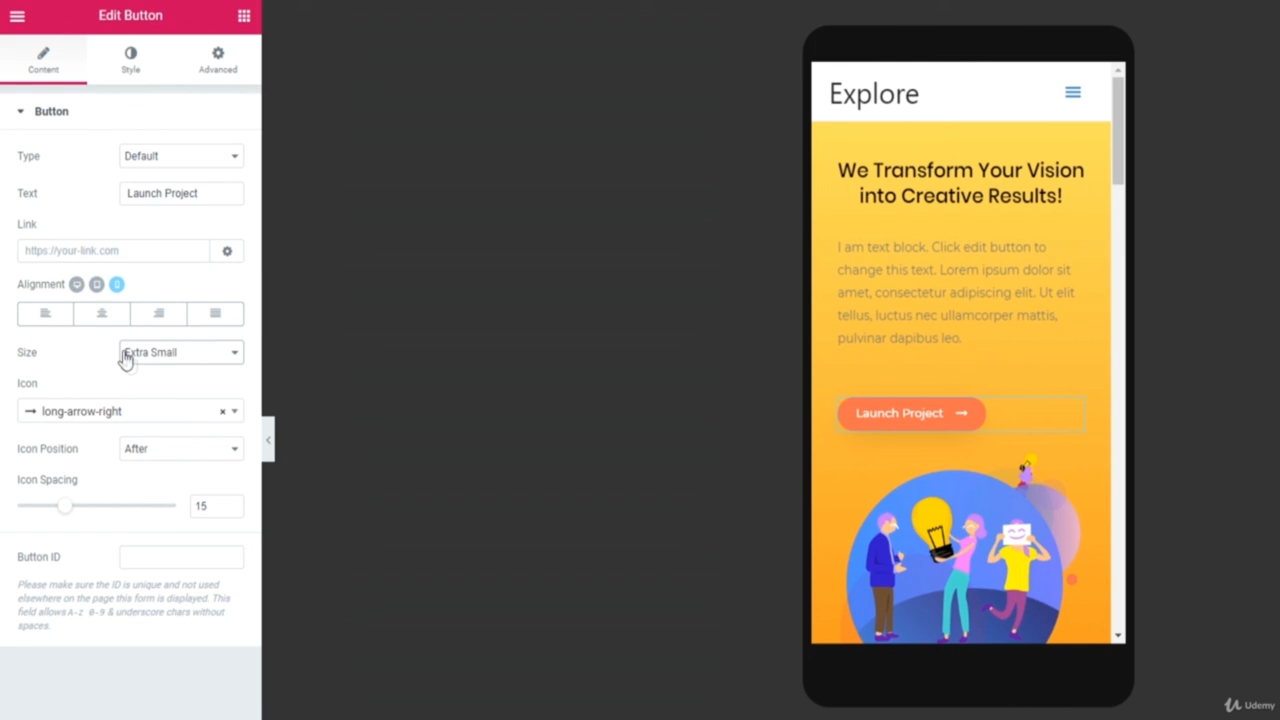 Edit Button
Content
Style
Advanced
Button
Type
Default
Text
Launch Project
Link
https://your-link.com
Alignment
Size
Extra Small
Icon
long-arrow-right
Icon Position
After
Icon Spacing
15
Button ID
Please make sure the ID is unique and not used
elsewhere on the page this form is displayed. This
field allows A-z 0-9 & underscore chars without
spaces.
Explore
We Transform Your Vision
into Creative Results!
I am text block. Click edit button to
change this text. Lorem ipsum dolor sit
amet, consectetur adipiscing elit. Ut elit
tellus, luctus nec ullamcorper mattis,
pulvinar dapibus leo.
Launch Project
Udemy